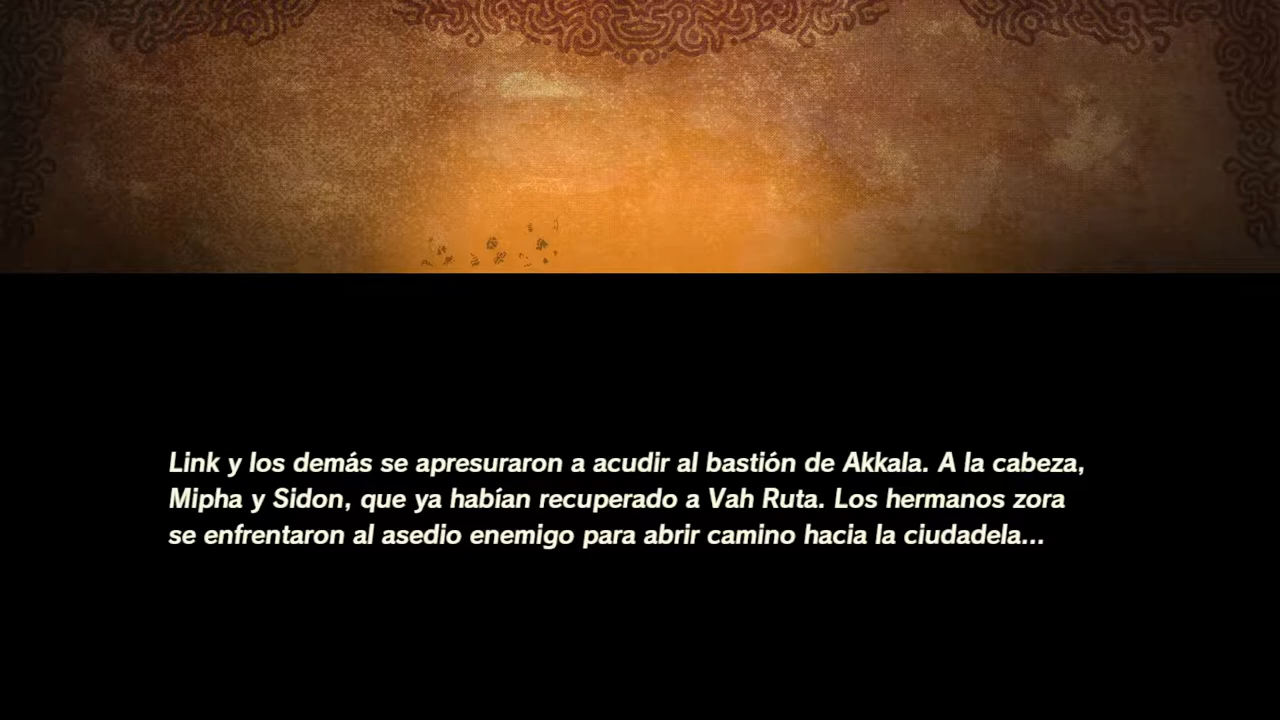 Link y los demás se apresuraron a acudir al bastión de Akkala. A la cabeza,
Mipha y Sidon, que ya habían recuperado a Vah Ruta. Los hermanos zora
se enfrentaron al asedio enemigo para abrir camino hacia la ciudadela...